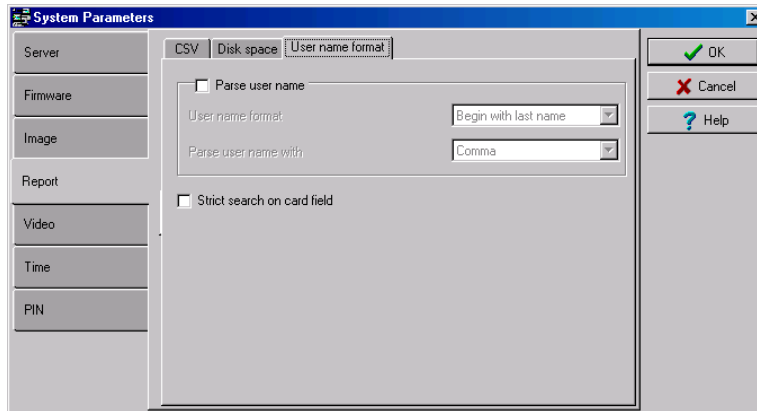 System Parameters
Server
Firmware
Image
Report
Video
Time
PIN
CSV
Disk space
User name format
Parse user name
User name format
Begin with last name
Parse user name with
Comma
Strict search on card field
OK
Cancel
Help